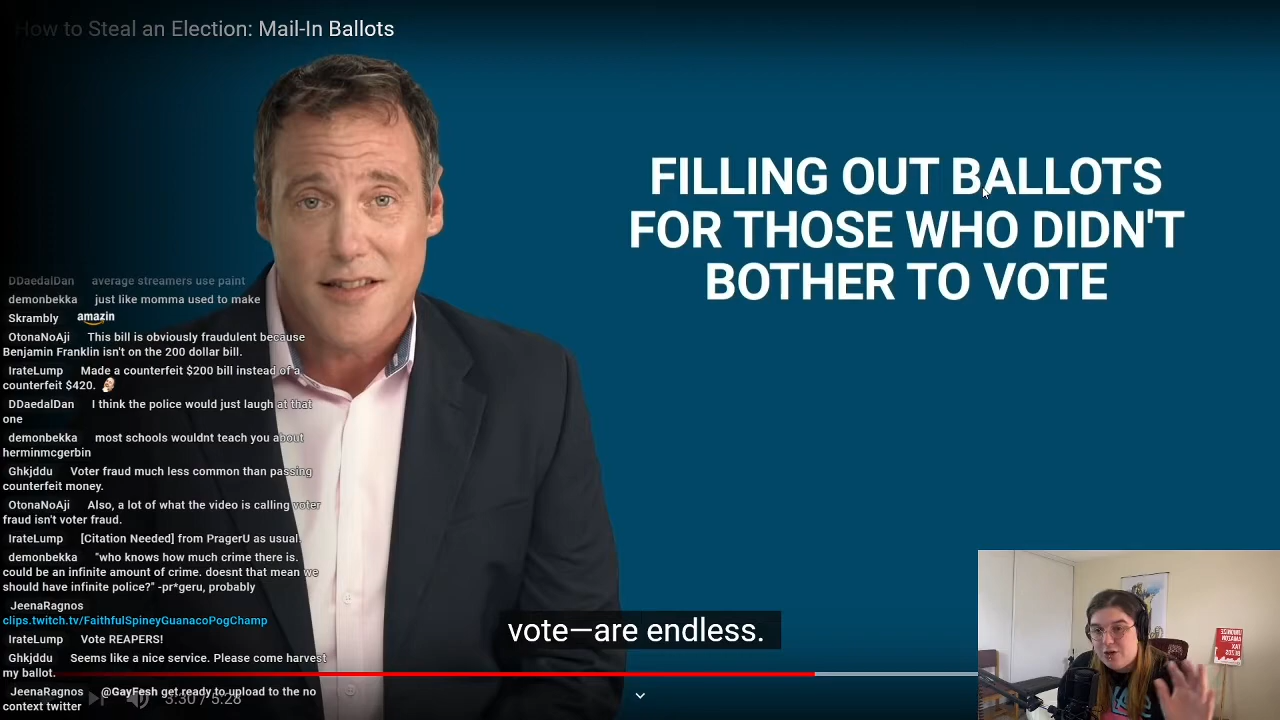 How to Steal an Election: Mail-In Ballots
FILLING OUT BALLOTS
FOR THOSE WHO DIDN'T
BOTHER TO VOTE
DDaedalDan average streamers use paint
demonbekka just like momma used to make
Skrambly amazin
OtonaNoAji This bill is obviously fraudulent because
Benjamin Franklin isn't on the 200 dollar bill.
IrateLump Made a counterfeit $200 bill instead of a
counterfeit $420.
DDaedalDan I think the police would just laugh at that
one
demonbekka most schools wouldnt teach you about
herminmcgerbin
Ghkjddu Voter fraud much less common than passing
counterfeit money.
OtonaNoAji Also, a lot of what the video is calling voter
fraud isn't voter fraud.
IrateLump [Citation Needed] from PragerU as usual.
demonbekka "who knows how much crime there is.
could be an infinite amount of crime. doesnt that mean we
should have infinite police?" -pr*geru, probably
JeenaRagnos
clips.twitch.tv/FaithfulSpineyGuanacoPogChamp
IrateLump Vote REAPERS!
Ghkjddu Seems like a nice service. Please come harvest
my ballot.
JeenaRagnos @GayFesh get ready to upload to the no
context twitter
vote—are endless.
3:30 / 5:28